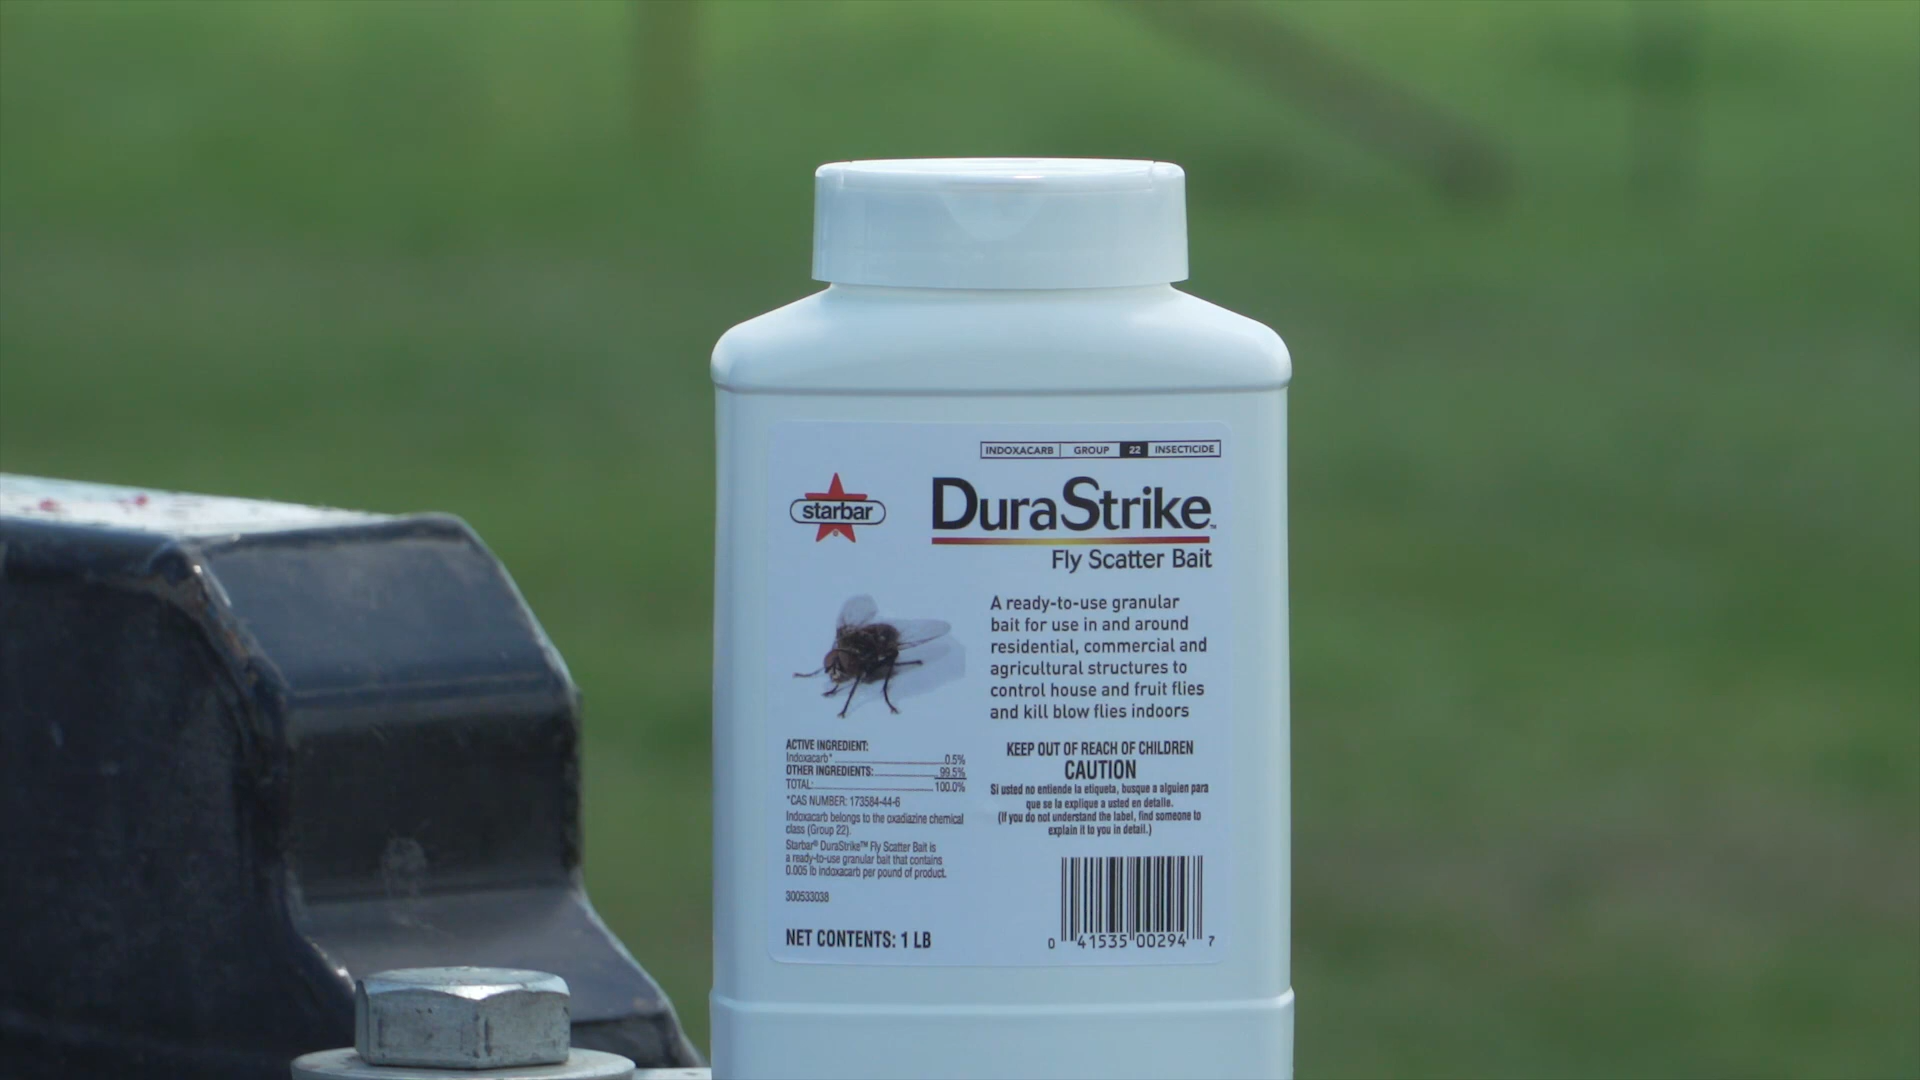 INDOXACARB GROUP 22 INSECTICIDE
starbar®
DuraStrike™
Fly Scatter Bait
A ready-to-use granular
bait for use in and around
residential, commercial and
agricultural structures to
control house and fruit flies
and kill blow flies indoors
ACTIVE INGREDIENT:
Indoxacarb* 0.5%
OTHER INGREDIENTS: 99.5%
TOTAL: 100.0%
*CAS NUMBER: 173584-44-6
Indoxacarb belongs to the oxadiazine chemical
class (Group 22).
Starbar® DuraStrike™ Fly Scatter Bait is
a ready-to-use granular bait that contains
0.005 lb indoxacarb per pound of product.
300533038
NET CONTENTS: 1 LB
KEEP OUT OF REACH OF CHILDREN
CAUTION
Si usted no entiende la etiqueta, busque a alguien para
que se la explique a usted en detalle.
(If you do not understand the label, find someone to
explain it to you in detail.)
0 41535 00294 7